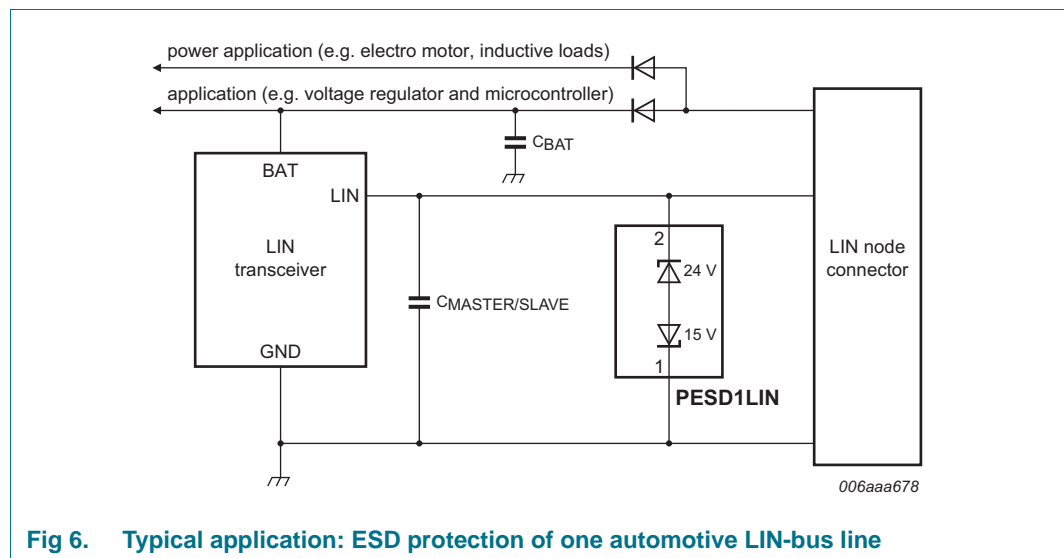 power application (e.g. electro motor, inductive loads)
application (e.g. voltage regulator and microcontroller)
CBAT
BAT
LIN
LIN
transceiver
GND
CMASTER/SLAVE
2
24 V
15 V
1
PESD1LIN
LIN node
connector
006aaa678
Fig 6. Typical application: ESD protection of one automotive LIN-bus line